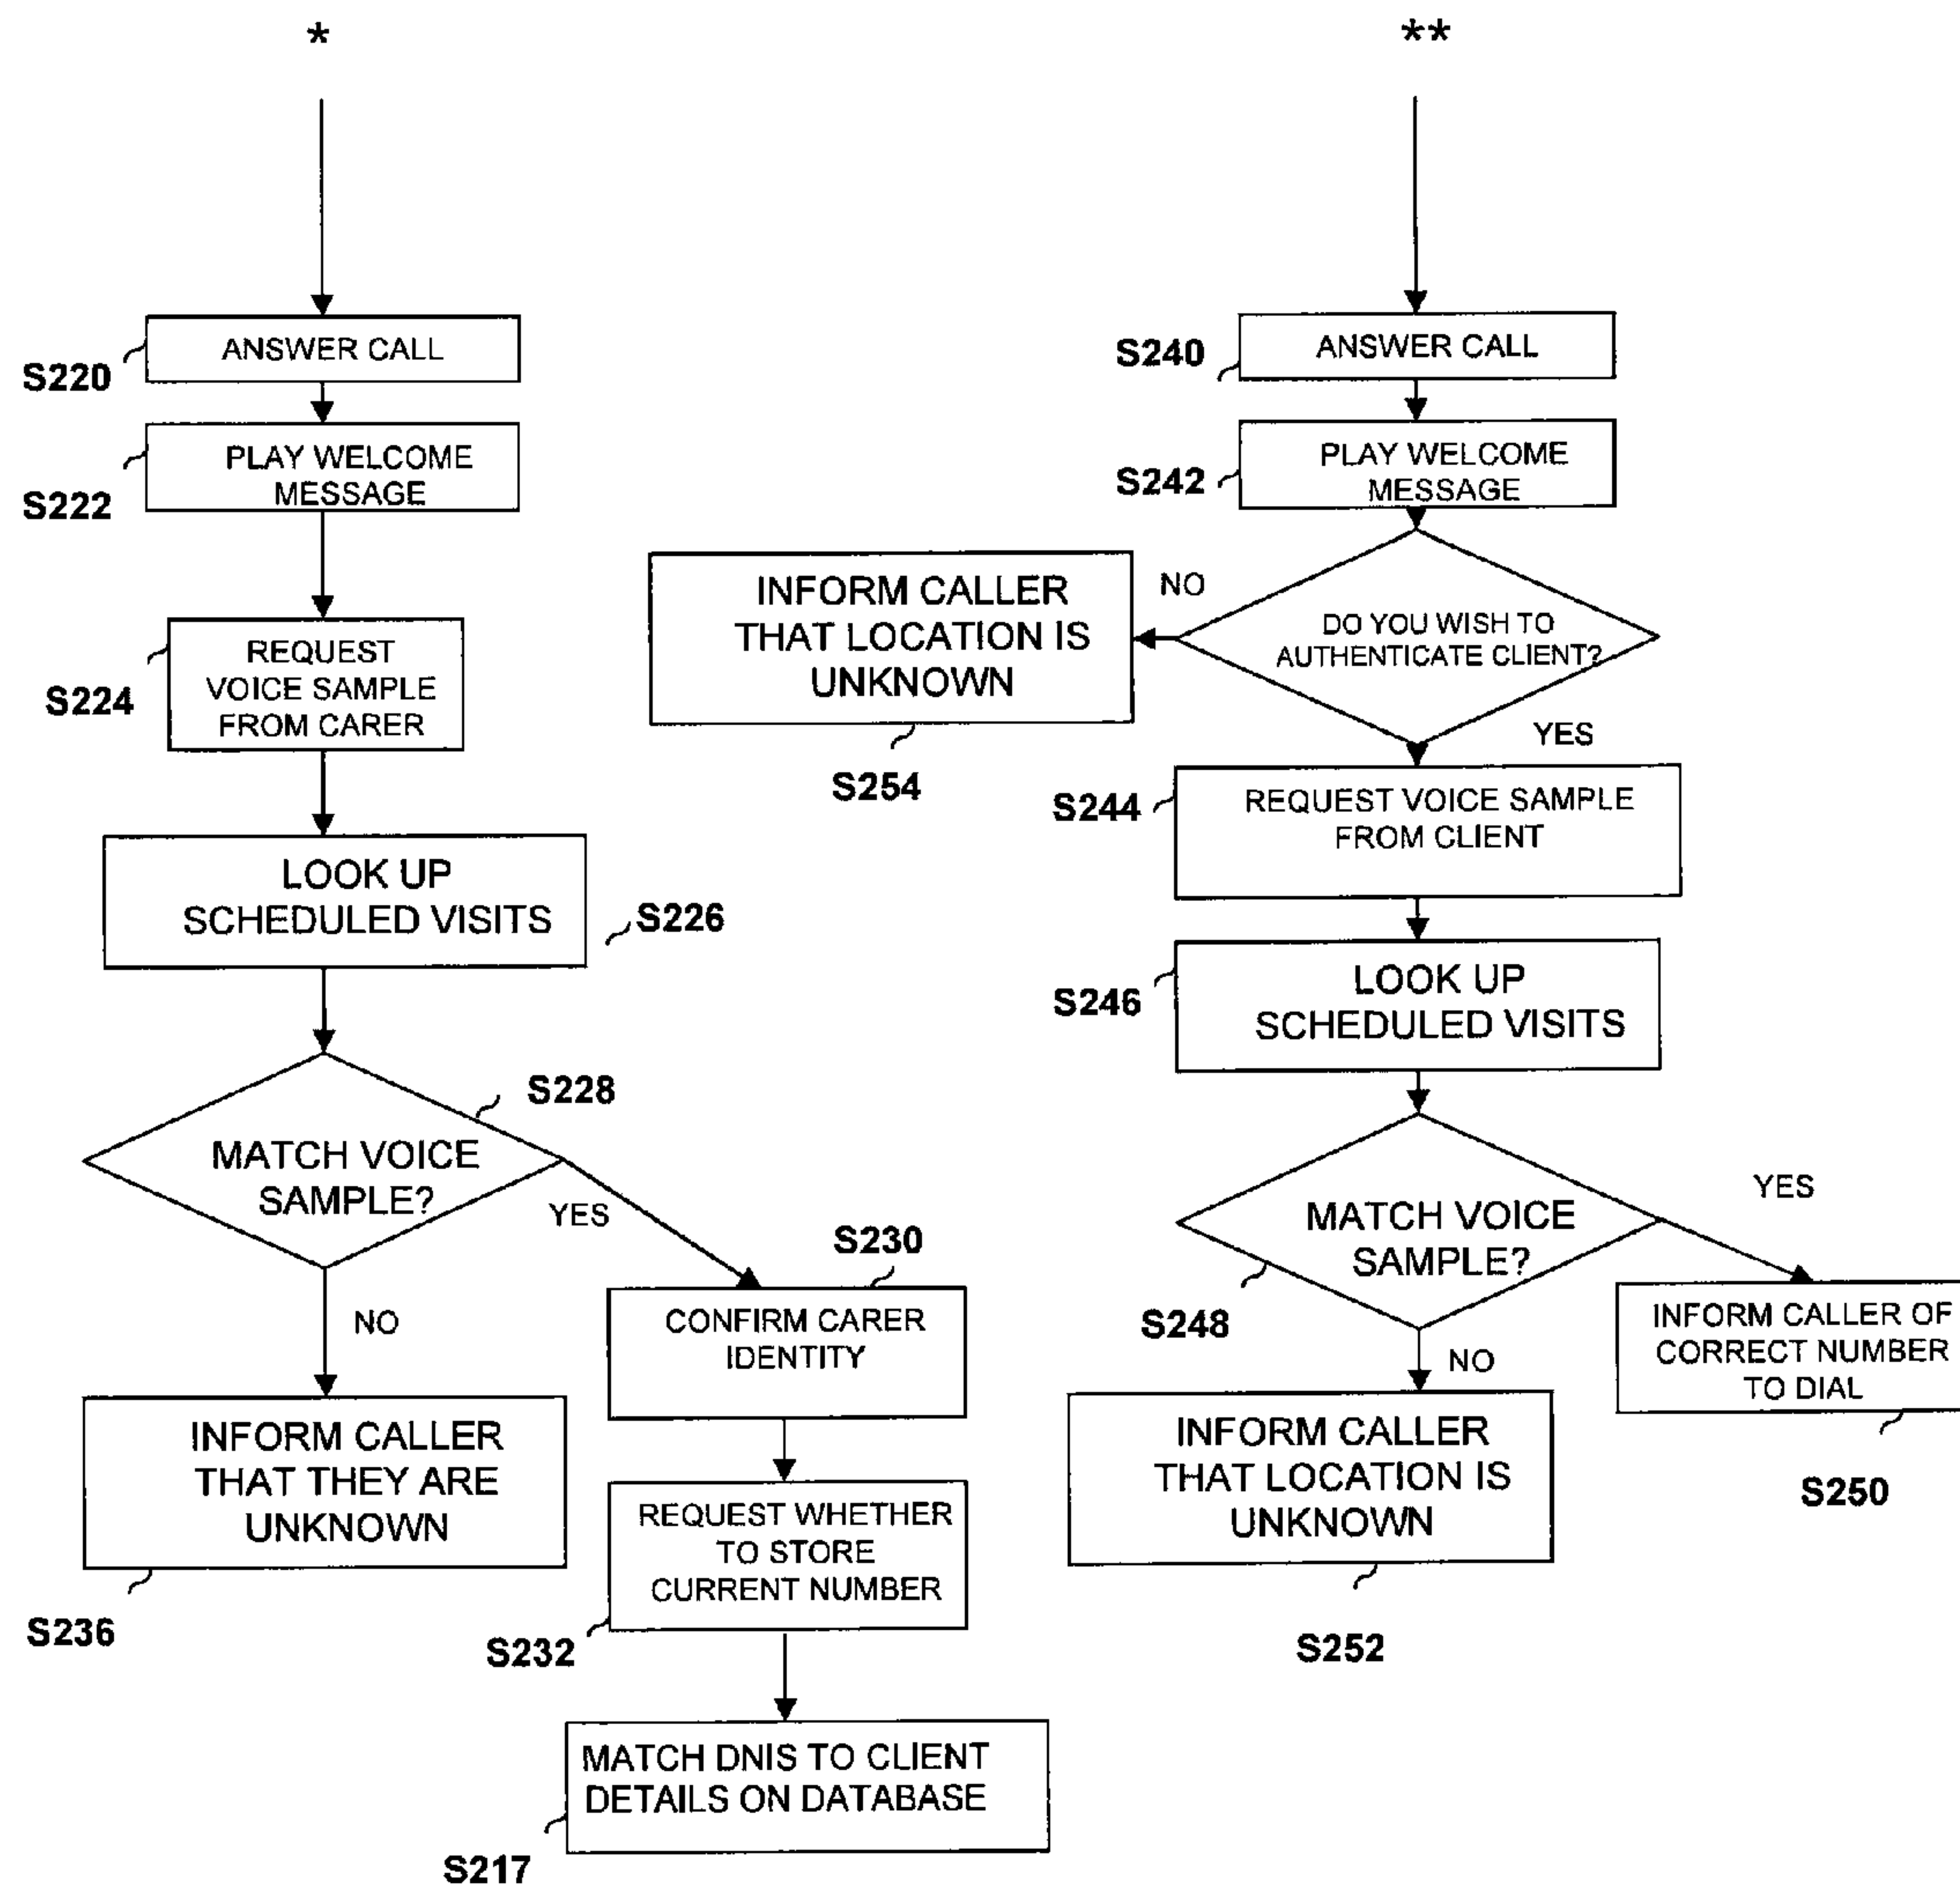 *
S220
ANSWER CALL
S222
PLAY WELCOME
MESSAGE
S224
REQUEST
VOICE SAMPLE
FROM CARER
LOOK UP
SCHEDULED VISITS
S226
S228
MATCH VOICE
SAMPLE?
YES
NO
S230
CONFIRM CARER
IDENTITY
INFORM CALLER
THAT THEY ARE
UNKNOWN
S236
REQUEST WHETHER
TO STORE
CURRENT NUMBER
S232
MATCH DNIS TO CLIENT
DETAILS ON DATABASE
S217
**
S240
ANSWER CALL
S242
PLAY WELCOME
MESSAGE
DO YOU WISH TO
AUTHENTICATE CLIENT?
NO
INFORM CALLER
THAT LOCATION IS
UNKNOWN
S254
YES
S244
REQUEST VOICE SAMPLE
FROM CLIENT
S246
LOOK UP
SCHEDULED VISITS
MATCH VOICE
SAMPLE?
S248
YES
INFORM CALLER OF
CORRECT NUMBER
TO DIAL
S250
NO
INFORM CALLER
THAT LOCATION IS
UNKNOWN
S252